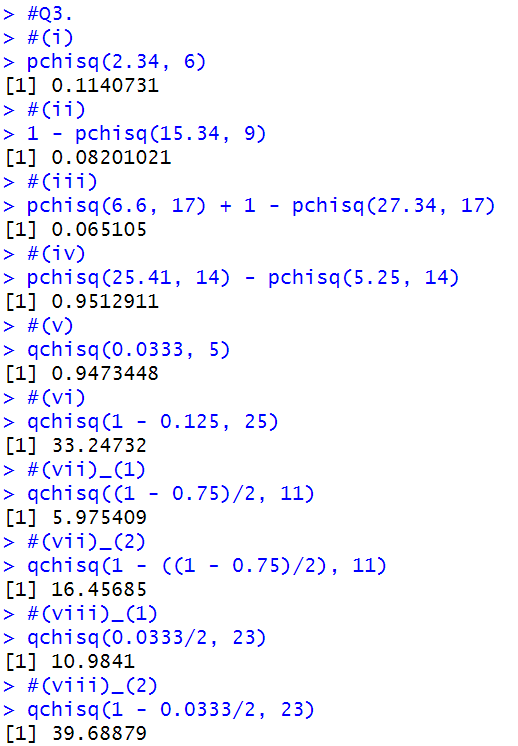 > #Q3.
> #(i)
> pchisq(2.34, 6)
[1] 0.1140731
> #(ii)
> 1 - pchisq(15.34, 9)
[1] 0.08201021
> #(iii)
> pchisq(6.6, 17) + 1 - pchisq(27.34, 17)
[1] 0.065105
> #(iv)
> pchisq(25.41, 14) - pchisq(5.25, 14)
[1] 0.9512911
> #(v)
> qchisq(0.0333, 5)
[1] 0.9473448
> #(vi)
> qchisq(1 - 0.125, 25)
[1] 33.24732
> #(vii)_(1)
> qchisq((1 - 0.75)/2, 11)
[1] 5.975409
> #(vii)_(2)
> qchisq(1 - ((1 - 0.75)/2), 11)
[1] 16.45685
> #(viii)_(1)
> qchisq(0.0333/2, 23)
[1] 10.9841
> #(viii)_(2)
> qchisq(1 - 0.0333/2, 23)
[1] 39.68879